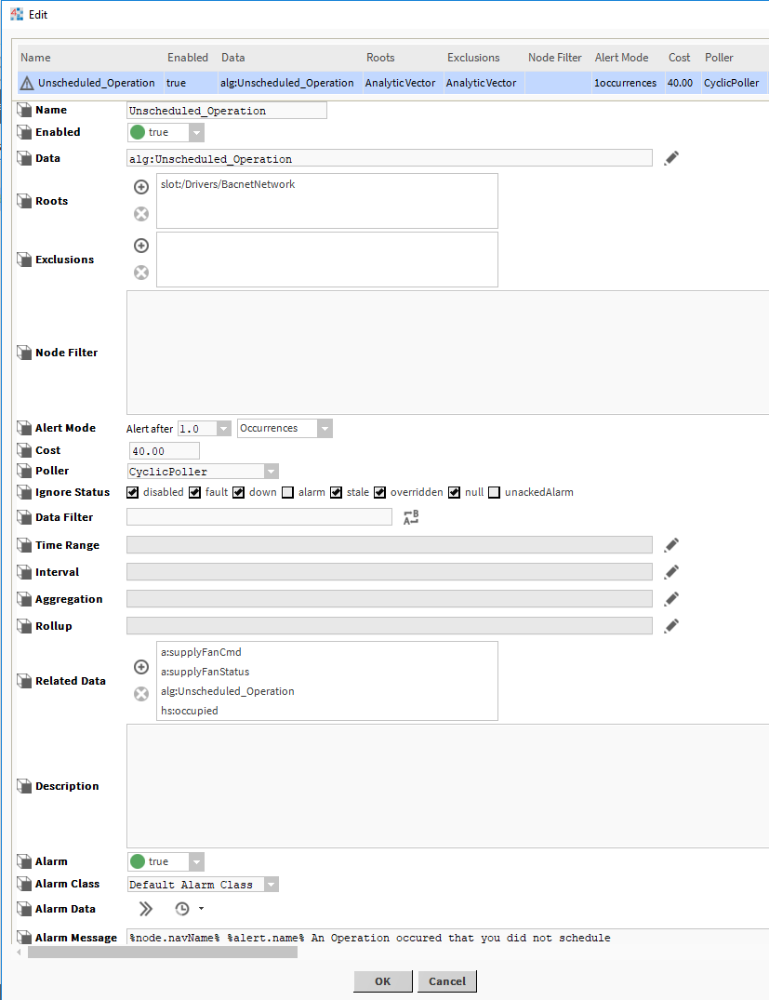 Edit
Name Enabled Data Roots Exclusions Node Filter Alert Mode Cost Poller
Unscheduled_Operation true alg:Unscheduled_Operation AnalyticVector AnalyticVector 1occurrences 40.00 CyclicPoller
Name Unscheduled_Operation
Enabled true
Data alg:Unscheduled_Operation
Roots slot:/Drivers/BacnetNetwork
Exclusions
Node Filter
Alert Mode Alert after 1.0 Occurrences
Cost 40.00
Poller CyclicPoller
Ignore Status disabled fault down alarm stale overridden null unackedAlarm
Data Filter
Time Range
Interval
Aggregation
Rollup
Related Data
a:supplyFanCmd
a:supplyFanStatus
alg:Unscheduled_Operation
hs:occupied
Description
Alarm true
Alarm Class Default Alarm Class
Alarm Data
Alarm Message %node.navName% %alert.name% An Operation occured that you did not schedule
OK Cancel